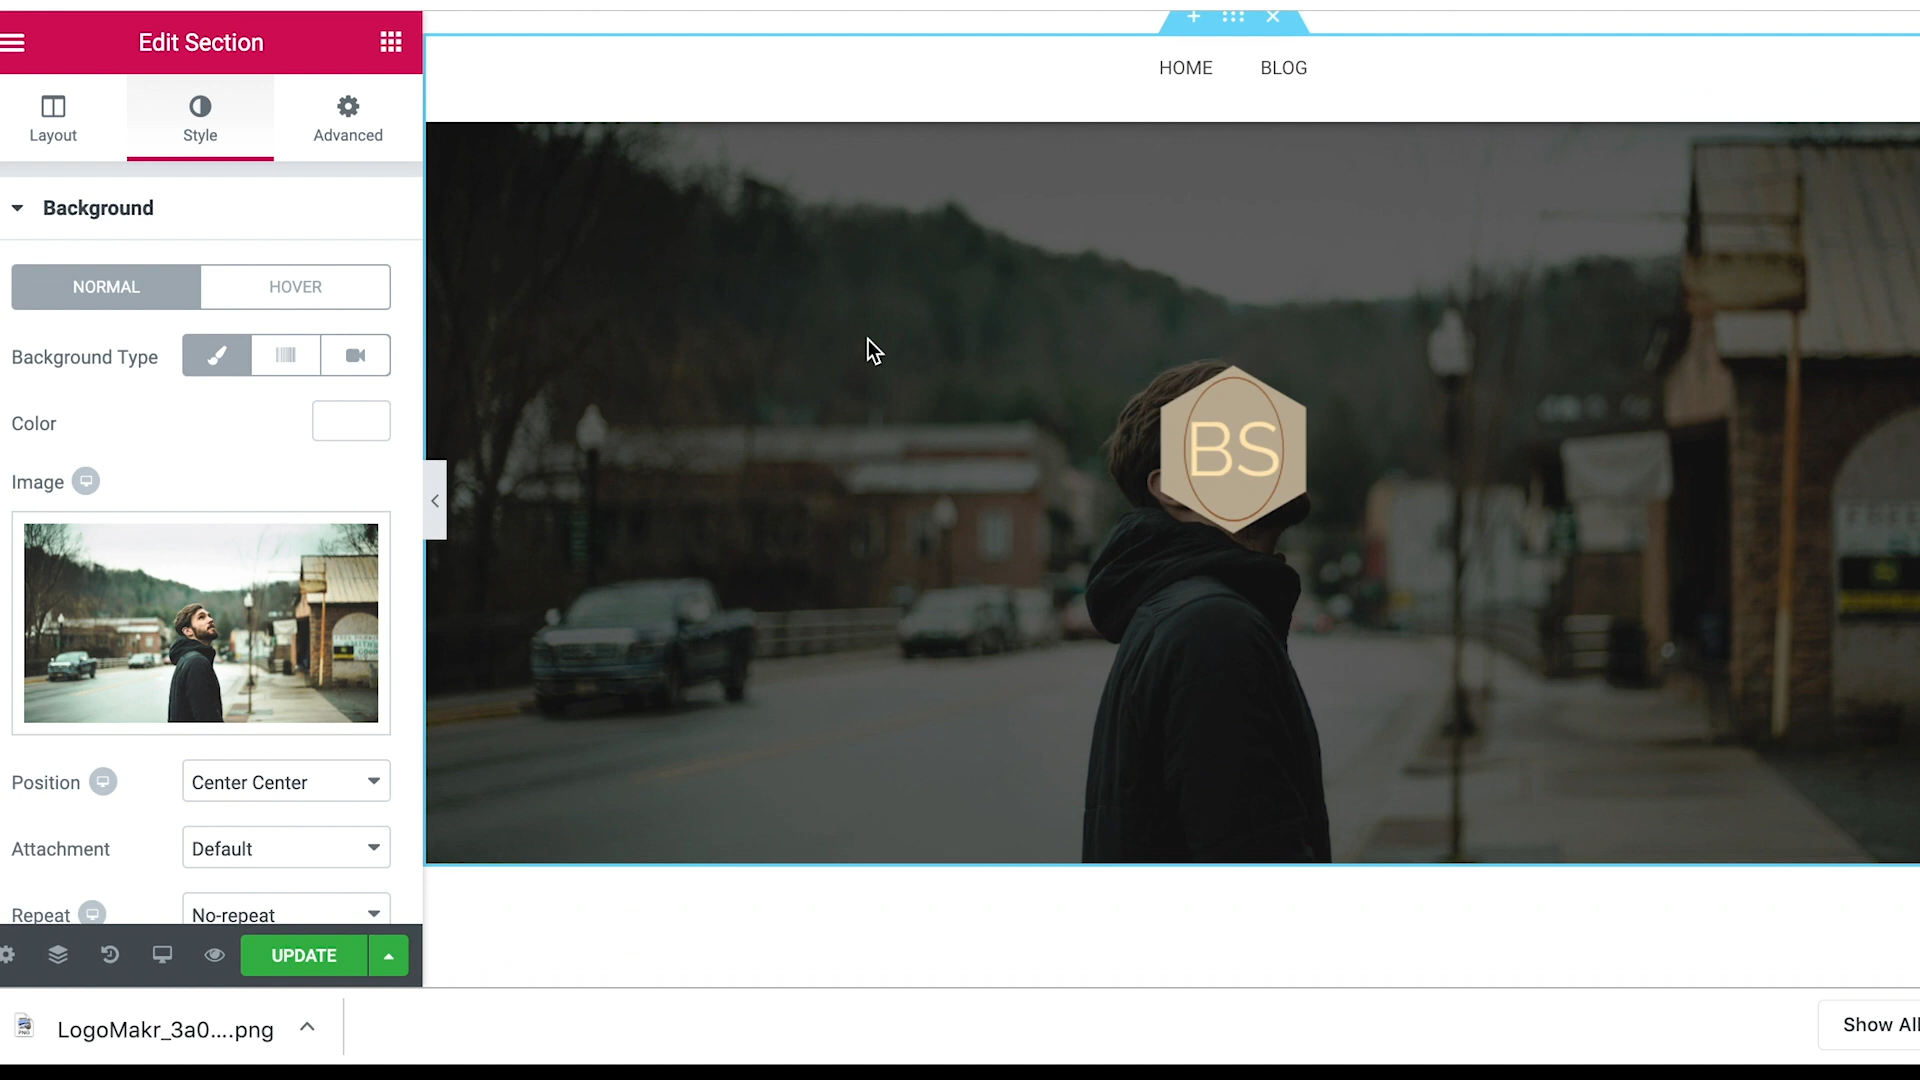 Edit Section
Layout
Style
Advanced
Background
NORMAL
HOVER
Background Type
Color
Image
Position
Center Center
Attachment
Default
Repeat
No-repeat
UPDATE
HOME
BLOG
BS
LogoMakr_3a0....png
Show All